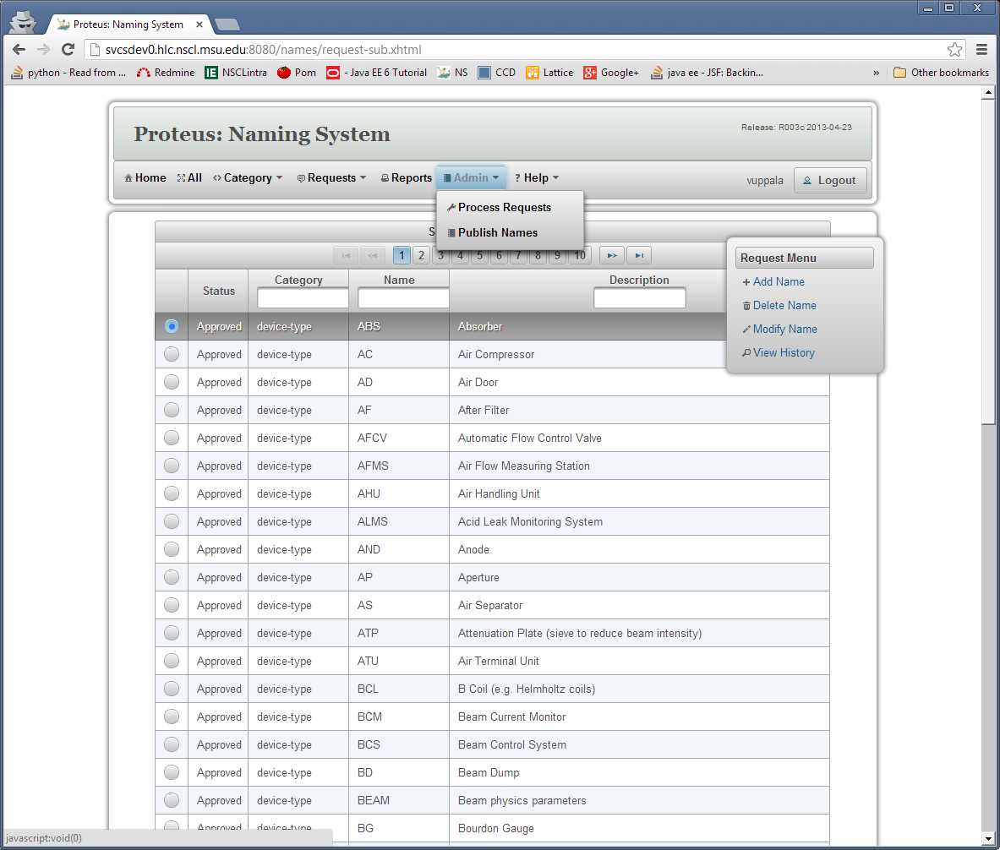 Proteus: Naming System
svcsdev0.hlc.nscl.msu.edu:8080/names/request-sub.xhtml
python - Read from ... Redmine NSCLintra Pom - Java EE 6 Tutorial NS CCD Lattice Google+ java ee - JSF: Backin... » Other bookmarks
Proteus: Naming System
Release: R003c 2013-04-23
Home All Category Requests Reports Admin Help vuppala Logout
Process Requests
Publish Names
S
1 2 3 4 5 6 7 8 9 10
Request Menu
Add Name
Delete Name
Modify Name
View History
Status Category Name Description
Approved device-type ABS Absorber
Approved device-type AC Air Compressor
Approved device-type AD Air Door
Approved device-type AF After Filter
Approved device-type AFCV Automatic Flow Control Valve
Approved device-type AFMS Air Flow Measuring Station
Approved device-type AHU Air Handling Unit
Approved device-type ALMS Acid Leak Monitoring System
Approved device-type AND Anode
Approved device-type AP Aperture
Approved device-type AS Air Separator
Approved device-type ATP Attenuation Plate (sieve to reduce beam intensity)
Approved device-type ATU Air Terminal Unit
Approved device-type BCL B Coil (e.g. Helmholtz coils)
Approved device-type BCM Beam Current Monitor
Approved device-type BCS Beam Control System
Approved device-type BD Beam Dump
Approved device-type BEAM Beam physics parameters
Approved device-type BG Bourdon Gauge
javascript:void(0)